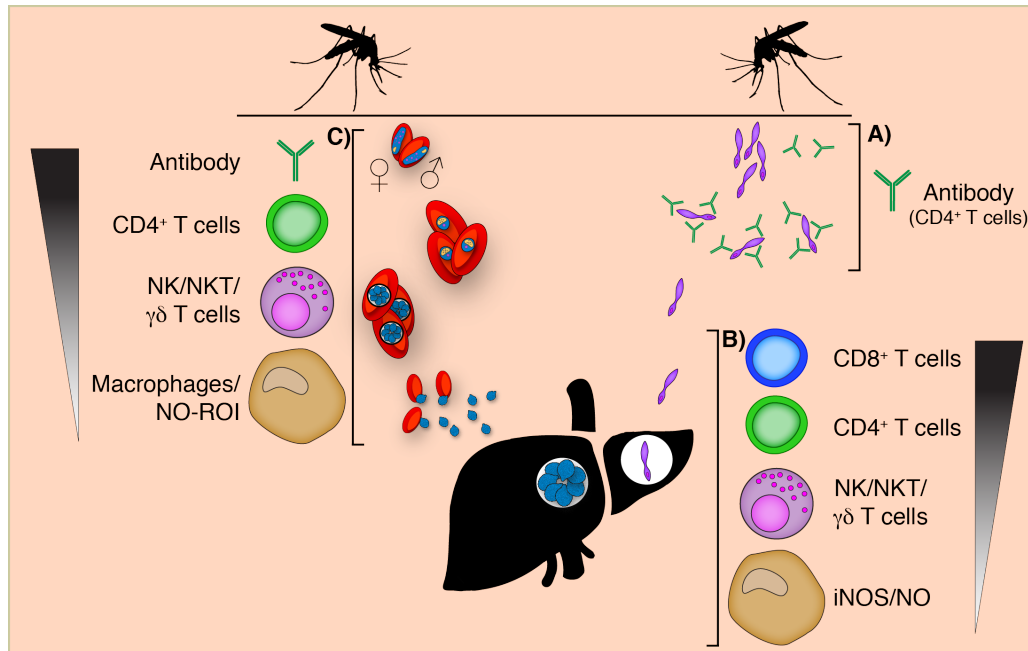 C)
Antibody
CD4⁺ T cells
NK/NKT/
γδ T cells
Macrophages/
NO-ROI
♀ ♂
A)
Antibody
(CD4⁺ T cells)
B)
CD8⁺ T cells
CD4⁺ T cells
NK/NKT/
γδ T cells
iNOS/NO